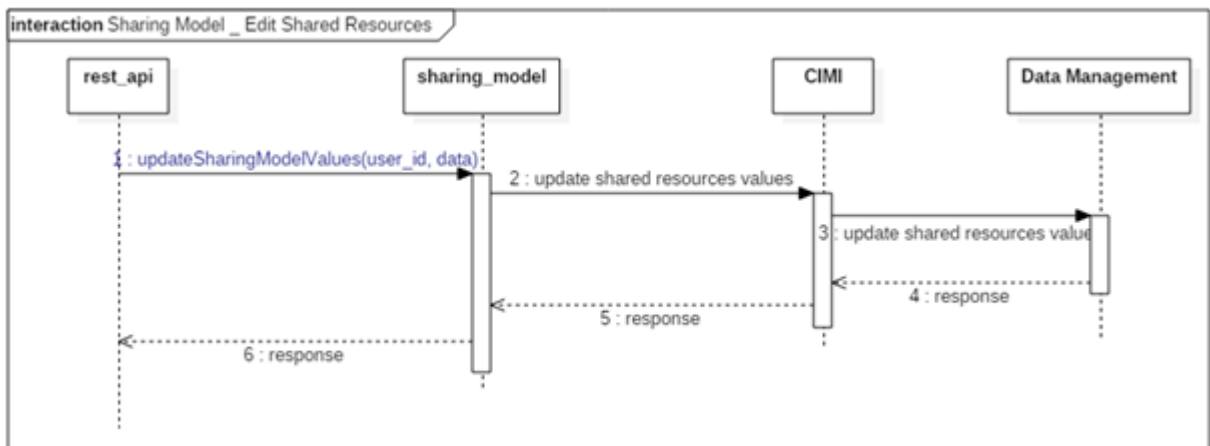 interaction Sharing Model _ Edit Shared Resources
rest_api
sharing_model
CIMI
Data Management
1 : updateSharingModelValues(user_id, data)
2 : update shared resources values
3 : update shared resources value
4 : response
5 : response
6 : response